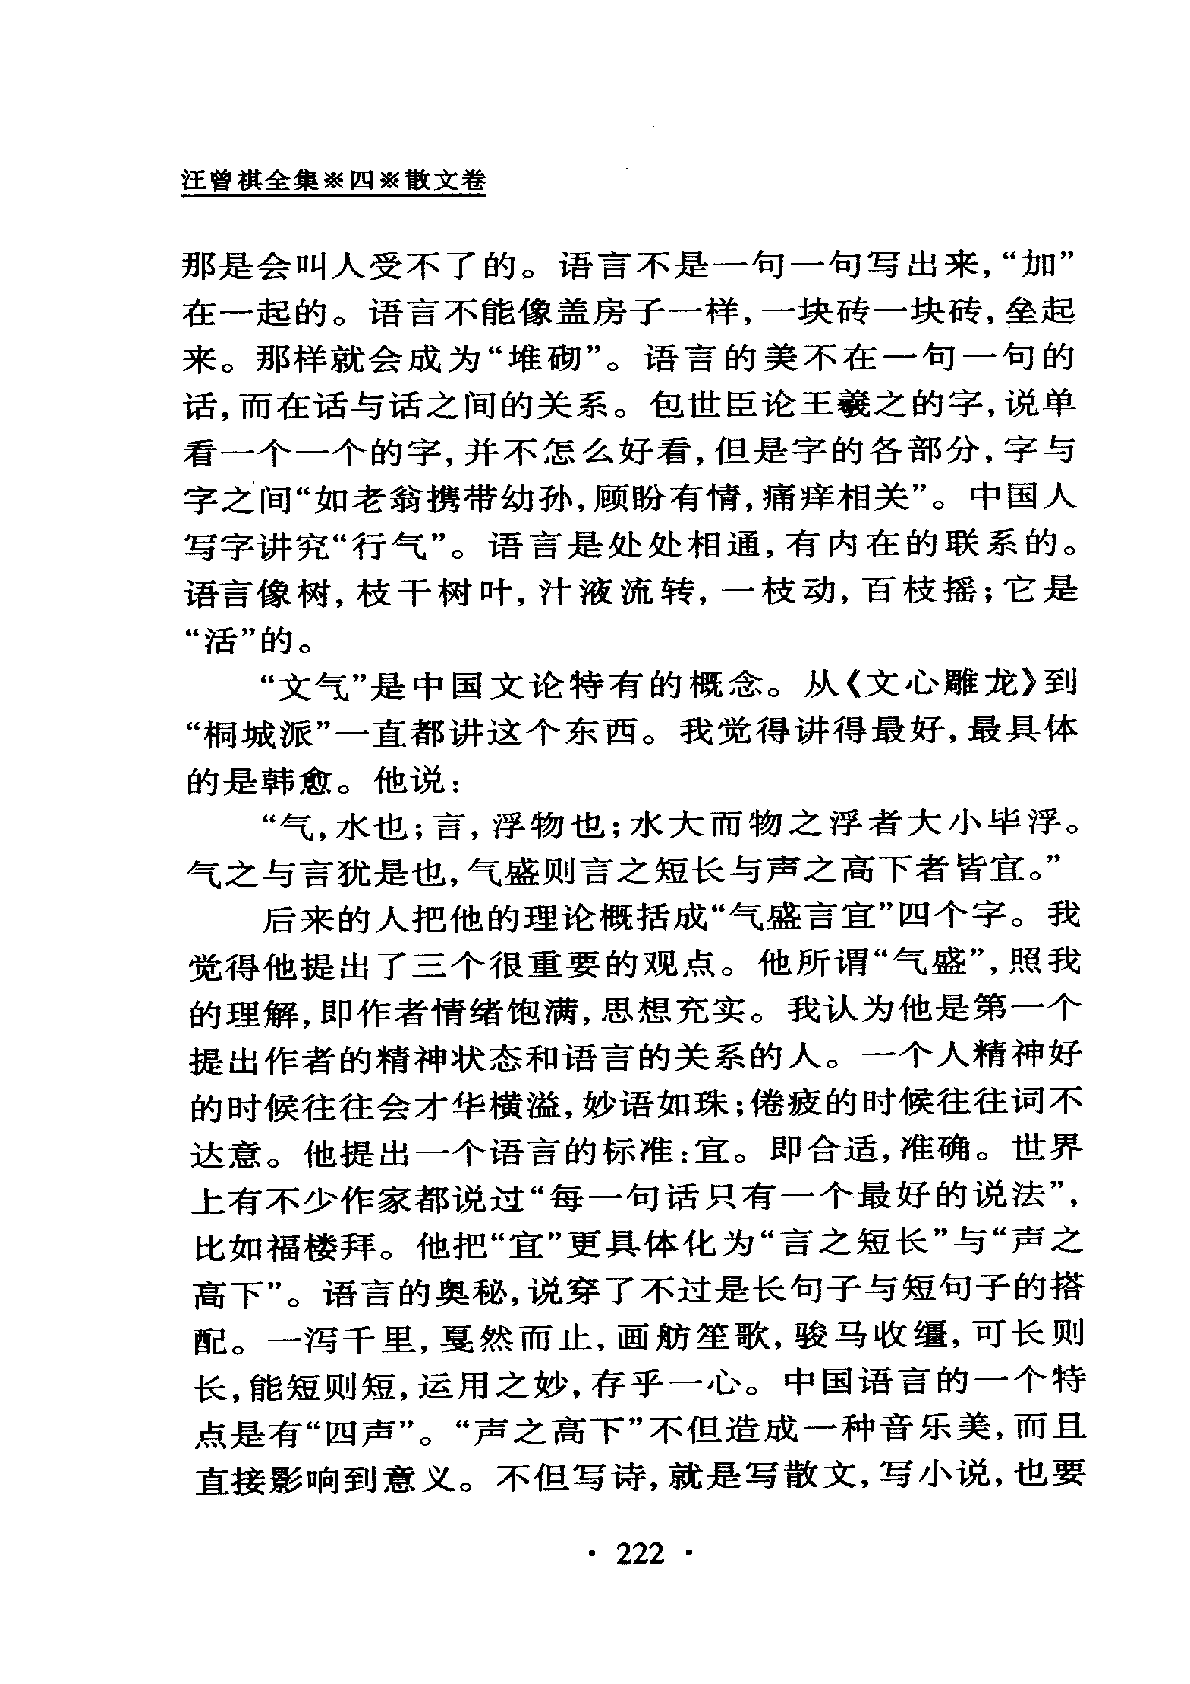 汪曾祺全集※四※散文卷
那是会叫人受不了的。语言不是一句一句写出来,“加”
在一起的。语言不能像盖房子一样,一块砖一块砖,垒起
来。那样就会成为“堆砌”。语言的美不在一句一句的
话,而在话与话之间的关系。包世臣论王羲之的字,说单
看一个一个的字,并不怎么好看,但是字的各部分,字与
字之间“如老翁携带幼孙,顾盼有情,痛痒相关”。中国人
写字讲究“行气”。语言是处处相通,有内在的联系的。
语言像树,枝干树叶,汁液流转,一枝动,百枝摇;它是
“活”的。
“文气”是中国文论特有的概念。从《文心雕龙》到
“桐城派”一直都讲这个东西。我觉得讲得最好,最具体
的是韩愈。他说:
“气,水也;言,浮物也;水大而物之浮者大小毕浮。
气之与言犹是也,气盛则言之短长与声之高下者皆宜。”
后来的人把他的理论概括成“气盛言宜”四个字。我
觉得他提出了三个很重要的观点。他所谓“气盛”,照我
的理解,即作者情绪饱满,思想充实。我认为他是第一个
提出作者的精神状态和语言的关系的人。一个人精神好
的时候往往会才华横溢,妙语如珠;倦疲的时候往往词不
达意。他提出一个语言的标准:宜。即合适,准确。世界
上有不少作家都说过“每一句话只有一个最好的说法”,
比如福楼拜。他把“宜”更具体化为“言之短长”与“声之
高下”。语言的奥秘,说穿了不过是长句子与短句子的搭
配。一泻千里,戛然而止,画舫笙歌,骏马收缰,可长则
长,能短则短,运用之妙,存乎一心。中国语言的一个特
点是有“四声”。“声之高下”不但造成一种音乐美,而且
直接影响到意义。不但写诗,就是写散文,写小说,也要
· 222 ·